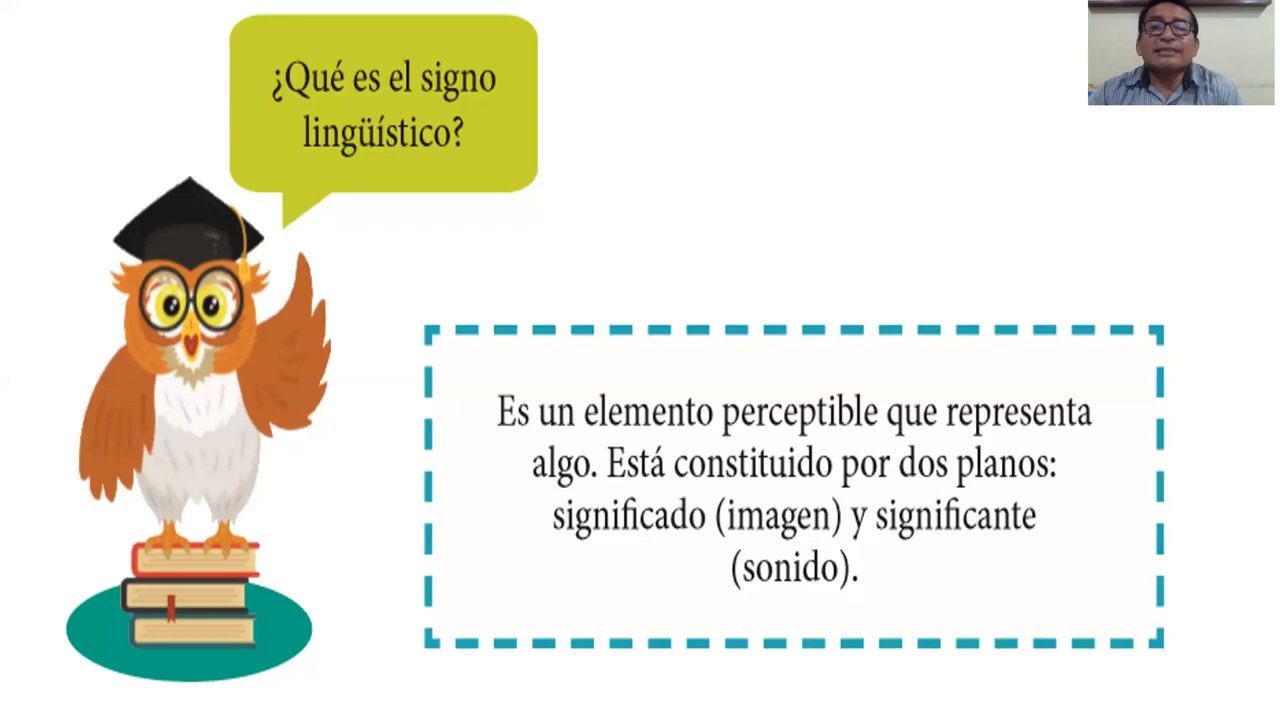 ¿Qué es el signo
lingüístico?
Es un elemento perceptible que representa
algo. Está constituido por dos planos:
significado (imagen) y significante
(sonido).